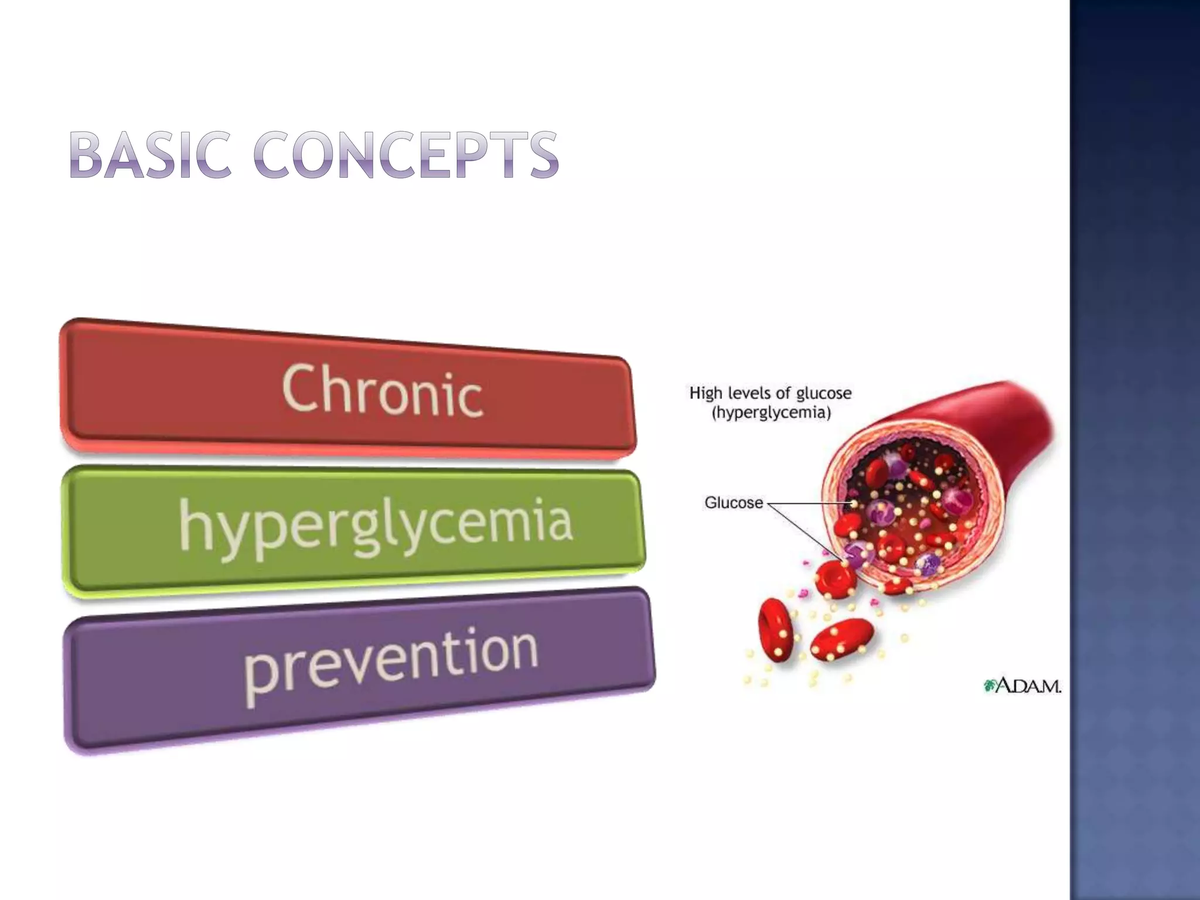 BASIC CONCEPTS
Chronic
hyperglycemia
prevention
High levels of glucose
(hyperglycemia)
Glucose
A.D.A.M.